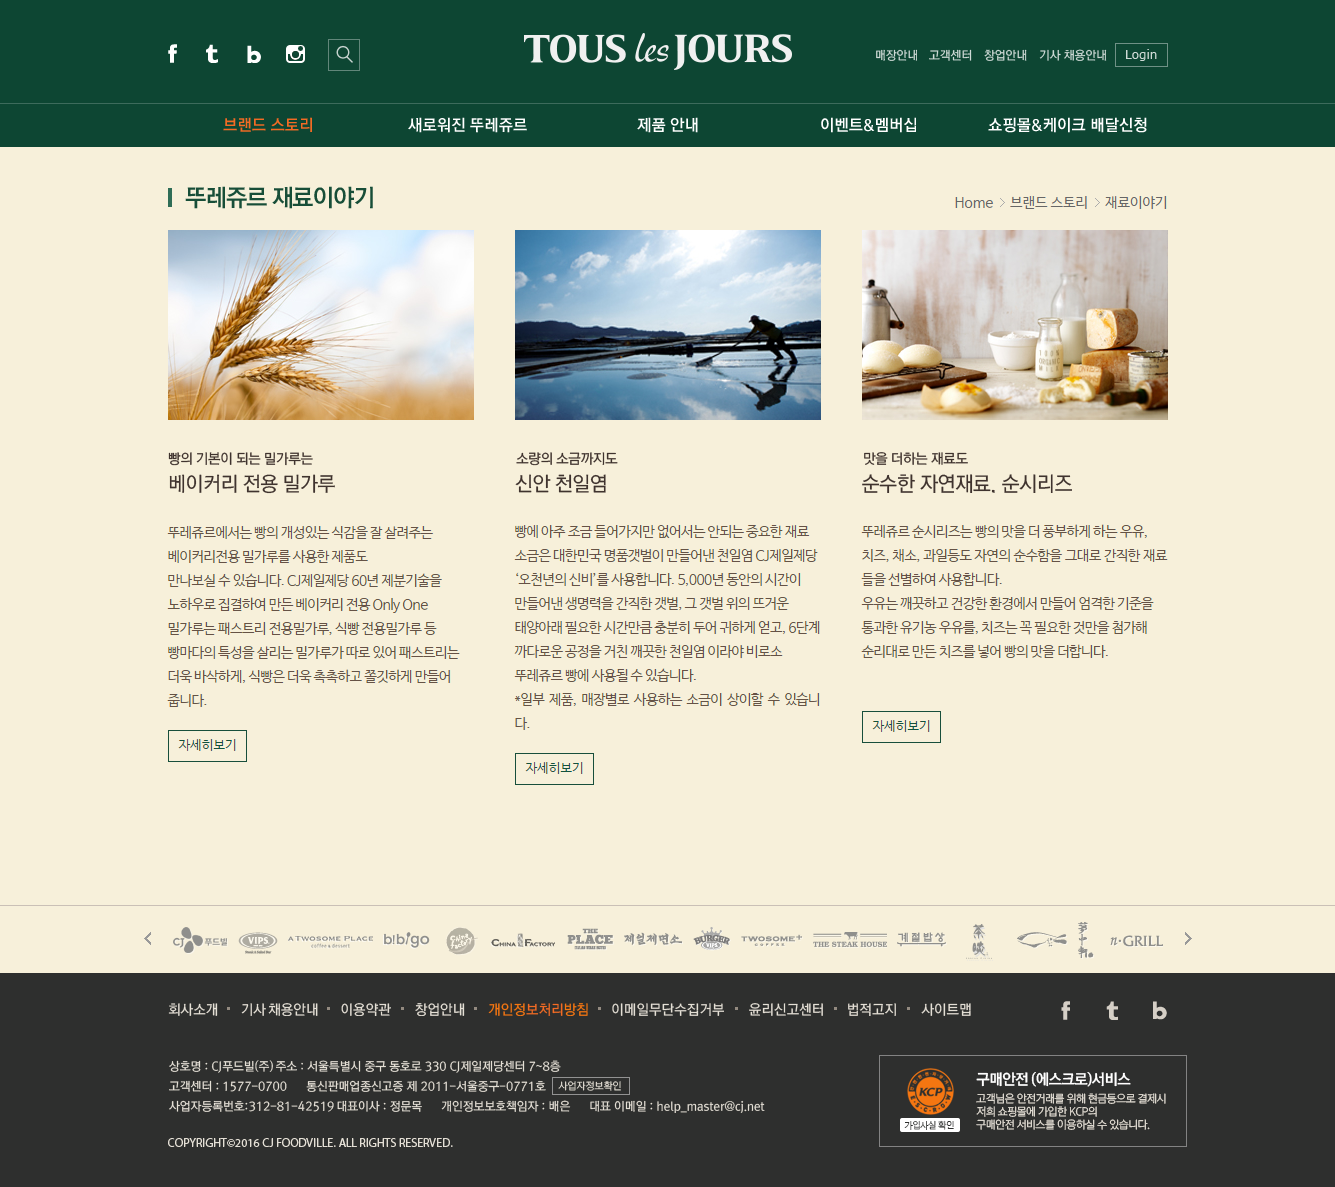 TOUS les JOURS
매장안내 고객센터 창업안내 기사 채용안내 Login
브랜드 스토리 새로워진 뚜레쥬르 제품 안내 이벤트&멤버십 쇼핑몰&케이크 배달신청
뚜레쥬르 재료이야기
Home > 브랜드 스토리 > 재료이야기
100%
ORGANIC
MILK
빵의 기본이 되는 밀가루는
베이커리 전용 밀가루
뚜레쥬르에서는 빵의 개성있는 식감을 잘 살려주는
베이커리전용 밀가루를 사용한 제품도
만나보실 수 있습니다. CJ제일제당 60년 제분기술을
노하우로 집결하여 만든 베이커리 전용 Only One
밀가루는 패스트리 전용밀가루, 식빵 전용밀가루 등
빵마다의 특성을 살리는 밀가루가 따로 있어 패스트리는
더욱 바삭하게, 식빵은 더욱 촉촉하고 쫄깃하게 만들어
줍니다.
자세히보기
소량의 소금까지도
신안 천일염
빵에 아주 조금 들어가지만 없어서는 안되는 중요한 재료
소금은 대한민국 명품갯벌이 만들어낸 천일염 CJ제일제당
‘오천년의 신비’를 사용합니다. 5,000년 동안의 시간이
만들어낸 생명력을 간직한 갯벌, 그 갯벌 위의 뜨거운
태양아래 필요한 시간만큼 충분히 두어 귀하게 얻고, 6단계
까다로운 공정을 거친 깨끗한 천일염 이라야 비로소
뚜레쥬르 빵에 사용될 수 있습니다.
*일부 제품, 매장별로 사용하는 소금이 상이할 수 있습니
다.
자세히보기
맛을 더하는 재료도
순수한 자연재료, 순시리즈
뚜레쥬르 순시리즈는 빵의 맛을 더 풍부하게 하는 우유,
치즈, 채소, 과일등도 자연의 순수함을 그대로 간직한 재료
들을 선별하여 사용합니다.
우유는 깨끗하고 건강한 환경에서 만들어 엄격한 기준을
통과한 유기농 우유를, 치즈는 꼭 필요한 것만을 첨가해
순리대로 만든 치즈를 넣어 빵의 맛을 더합니다.
자세히보기
CJ 푸드빌 VIPS A TWOSOME PLACE coffee & dessert bibigo China Factory CHINA FACTORY THE PLACE 제일제면소 BURGER TWOSOME+ COFFEE THE STEAK HOUSE 계절밥상 n·GRILL
회사소개 기사 채용안내 이용약관 창업안내 개인정보처리방침 이메일무단수집거부 윤리신고센터 법적고지 사이트맵
상호명 : CJ푸드빌(주) 주소 : 서울특별시 중구 동호로 330 CJ제일제당센터 7~8층
고객센터 : 1577-0700 통신판매업종신고증 제 2011-서울중구-0771호 사업자정보확인
사업자등록번호:312-81-42519 대표이사 : 정문목 개인정보보호책임자 : 배은 대표 이메일 : help_master@cj.net
COPYRIGHT©2016 CJ FOODVILLE. ALL RIGHTS RESERVED.
KCP
가입사실 확인
구매안전 (에스크로)서비스
고객님은 안전거래를 위해 현금등으로 결제시
저희 쇼핑몰에 가입한 KCP의
구매안전 서비스를 이용하실 수 있습니다.